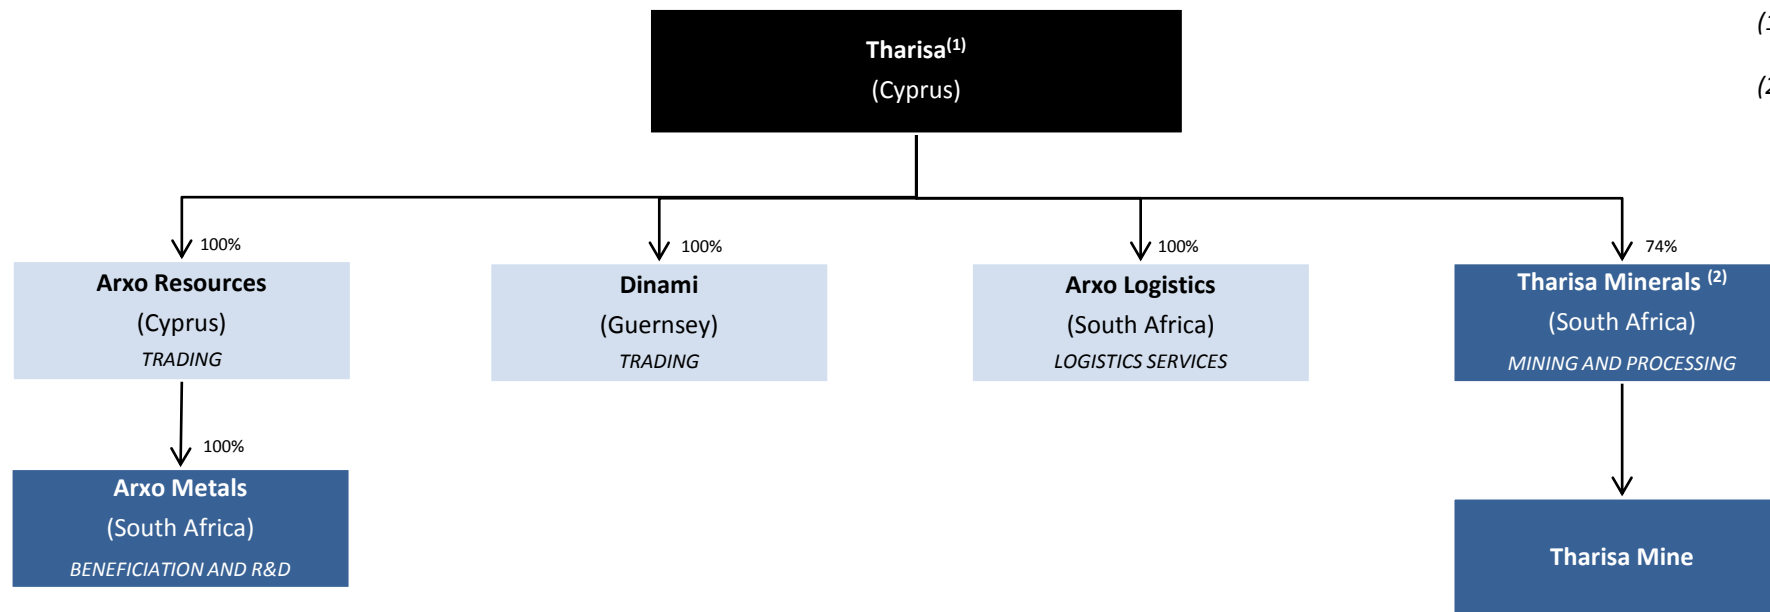 Tharisa(1)
(Cyprus)
100%
100%
100%
74%
Arxo Resources
(Cyprus)
TRADING
Dinami
(Guernsey)
TRADING
Arxo Logistics
(South Africa)
LOGISTICS SERVICES
Tharisa Minerals (2)
(South Africa)
MINING AND PROCESSING
100%
Arxo Metals
(South Africa)
BENEFICIATION AND R&D
Tharisa Mine